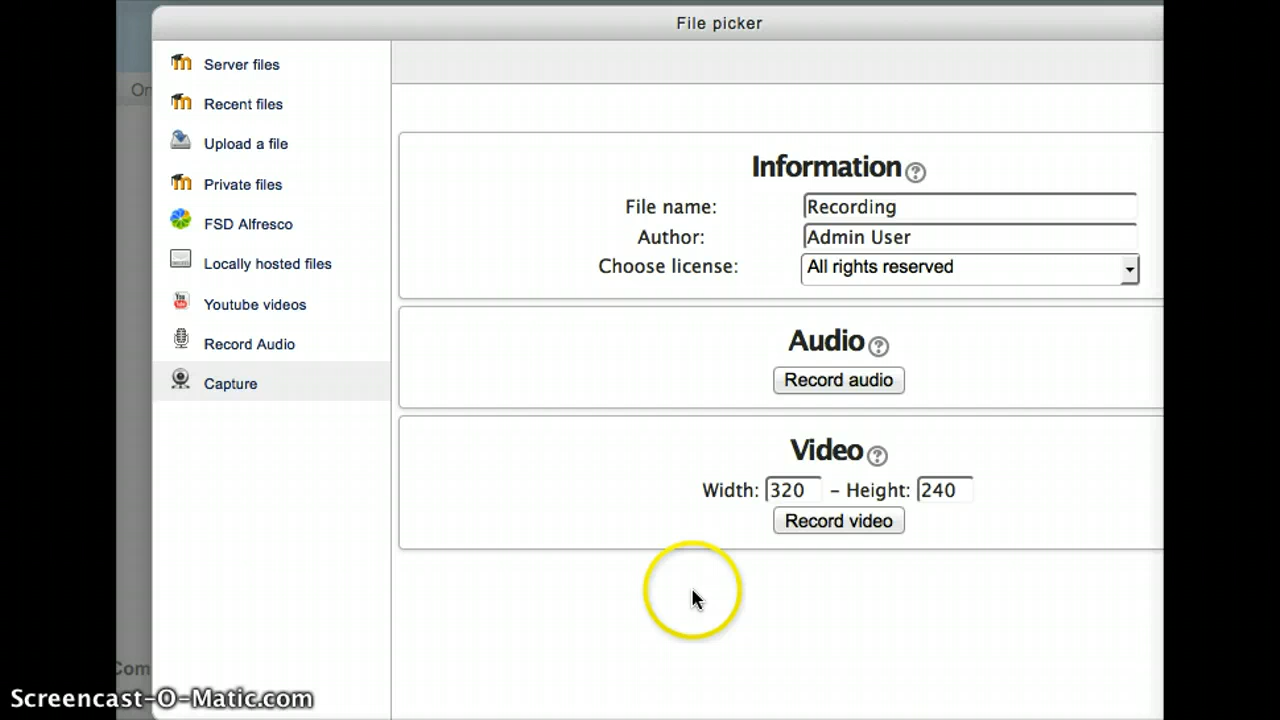 File picker
Or
Server files
Recent files
Upload a file
Private files
FSD Alfresco
Locally hosted files
Youtube videos
Record Audio
Capture
Information ?
File name: Recording
Author: Admin User
Choose license: All rights reserved
Audio ?
Record audio
Video ?
Width: 320 - Height: 240
Record video
Com
Screencast-O-Matic.com